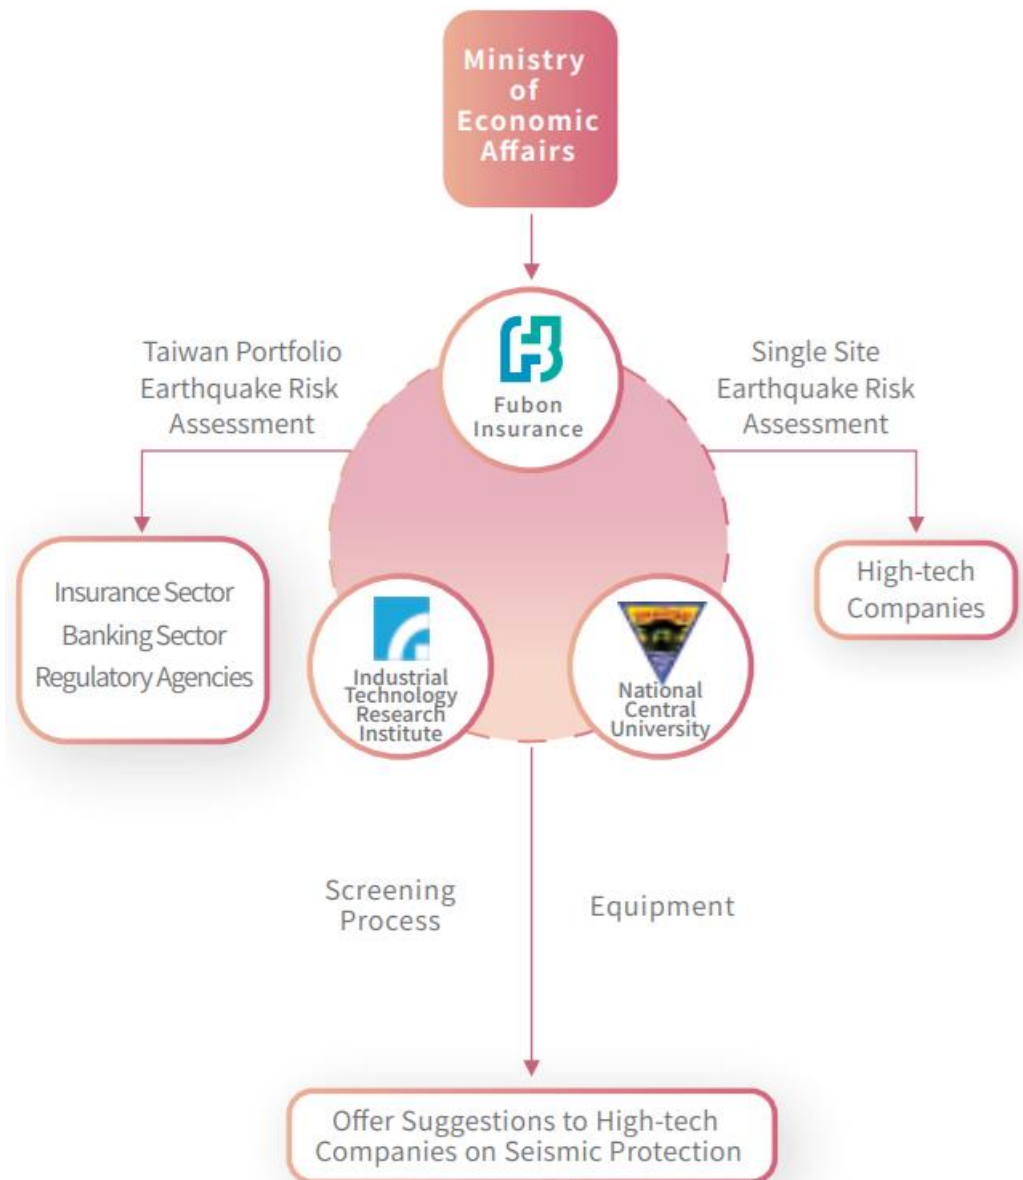 Ministry
of
Economic
Affairs
Fubon
Insurance
Taiwan Portfolio
Earthquake Risk
Assessment
Single Site
Earthquake Risk
Assessment
Insurance Sector
Banking Sector
Regulatory Agencies
High-tech
Companies
Industrial
Technology
Research
Institute
National
Central
University
Screening
Process
Equipment
Offer Suggestions to High-tech
Companies on Seismic Protection